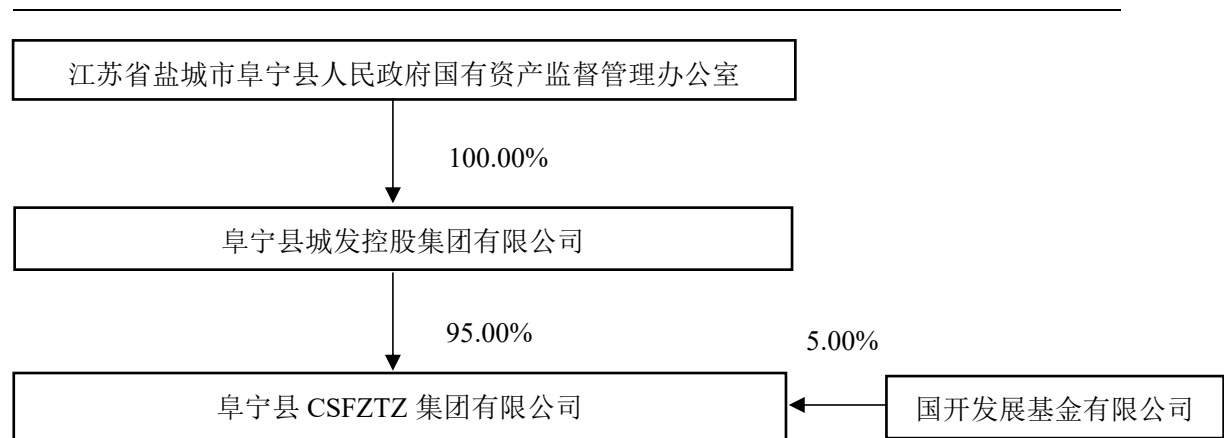 江苏省盐城市阜宁县人民政府国有资产监督管理办公室
100.00%
阜宁县城发控股集团有限公司
95.00%
5.00%
阜宁县 CSFZTZ 集团有限公司
国开发展基金有限公司